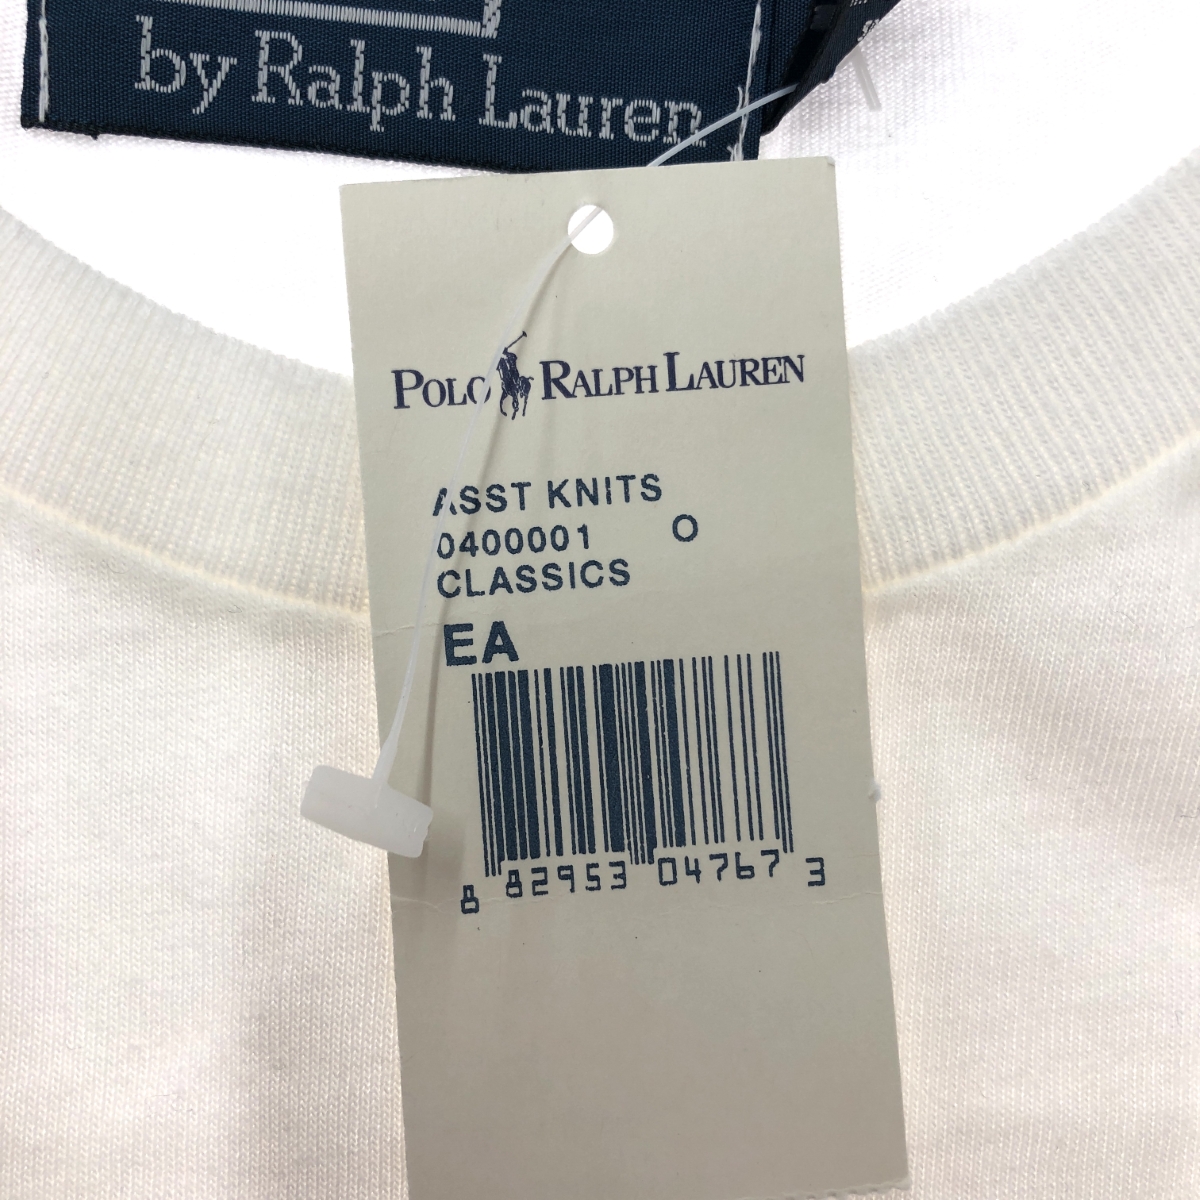 by Ralph Lauren
POLO RALPH LAUREN
ASST KNITS
0400001 O
CLASSICS
EA
8 82953 04767 3